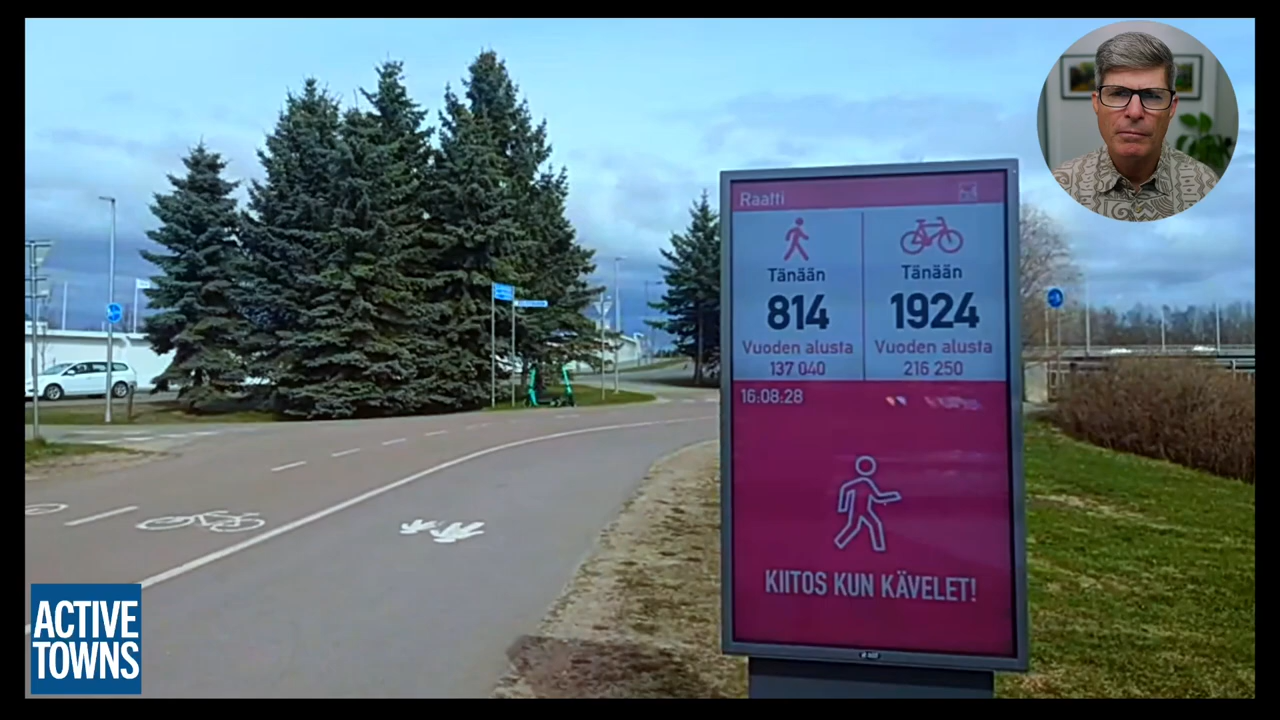 Raatti
Tänään
814
Vuoden alusta
137 040
Tänään
1924
Vuoden alusta
216 250
16:08:28
KIITOS KUN KÄVELET!
ACTIVE
TOWNS